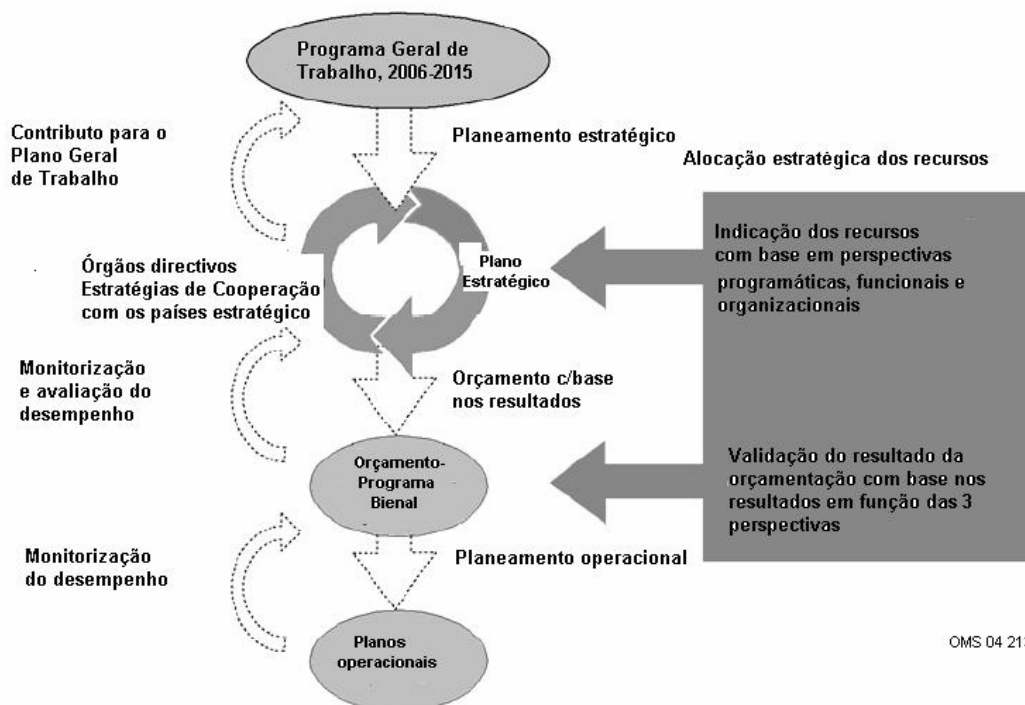 Programa Geral de
Trabalho, 2006-2015
Contributo para o
Plano Geral
de Trabalho
Planeamento estratégico
Alocação estratégica dos recursos
Indicação dos recursos
com base em perspectivas
programáticas, funcionais e
organizacionais
Órgãos directivos
Estratégias de Cooperação
com os países estratégico
Plano
Estratégico
Monitorização
e avaliação do
desempenho
Orçamento c/base
nos resultados
Orçamento-
Programa
Bienal
Validação do resultado da
orçamentação com base nos
resultados em função das 3
perspectivas
Monitorização
do desempenho
Planeamento operacional
Planos
operacionais
OMS 04 213